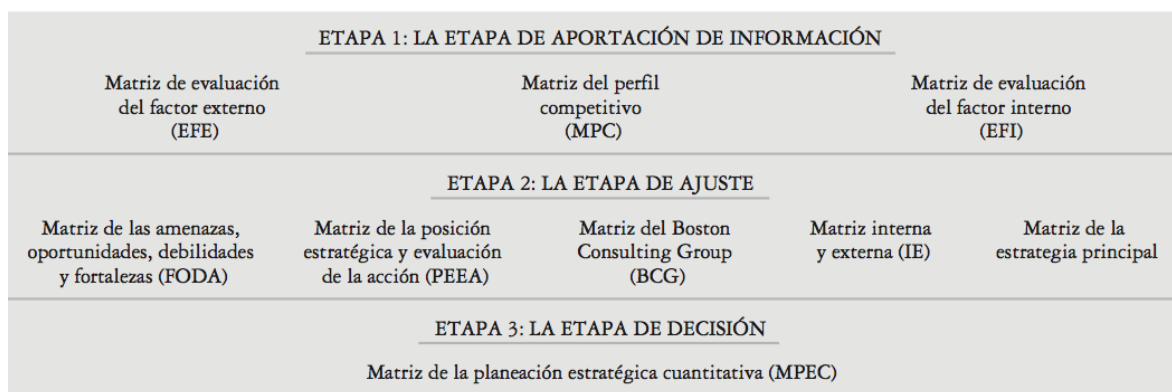 ETAPA 1: LA ETAPA DE APORTACIÓN DE INFORMACIÓN
Matriz de evaluación
del factor externo
(EFE)
Matriz del perfil
competitivo
(MPC)
Matriz de evaluación
del factor interno
(EFI)
ETAPA 2: LA ETAPA DE AJUSTE
Matriz de las amenazas,
oportunidades, debilidades
y fortalezas (FODA)
Matriz de la posición
estratégica y evaluación
de la acción (PEEA)
Matriz del Boston
Consulting Group
(BCG)
Matriz interna
y externa (IE)
Matriz de la
estrategia principal
ETAPA 3: LA ETAPA DE DECISIÓN
Matriz de la planeación estratégica cuantitativa (MPEC)